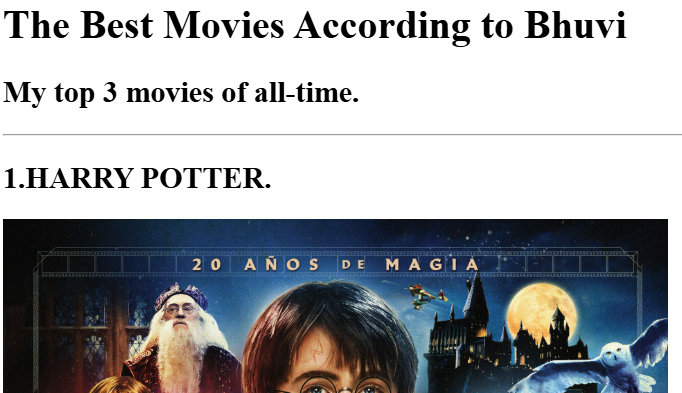 The Best Movies According to Bhuvi
My top 3 movies of all-time.
1.HARRY POTTER.
20 AÑOS DE MAGIA